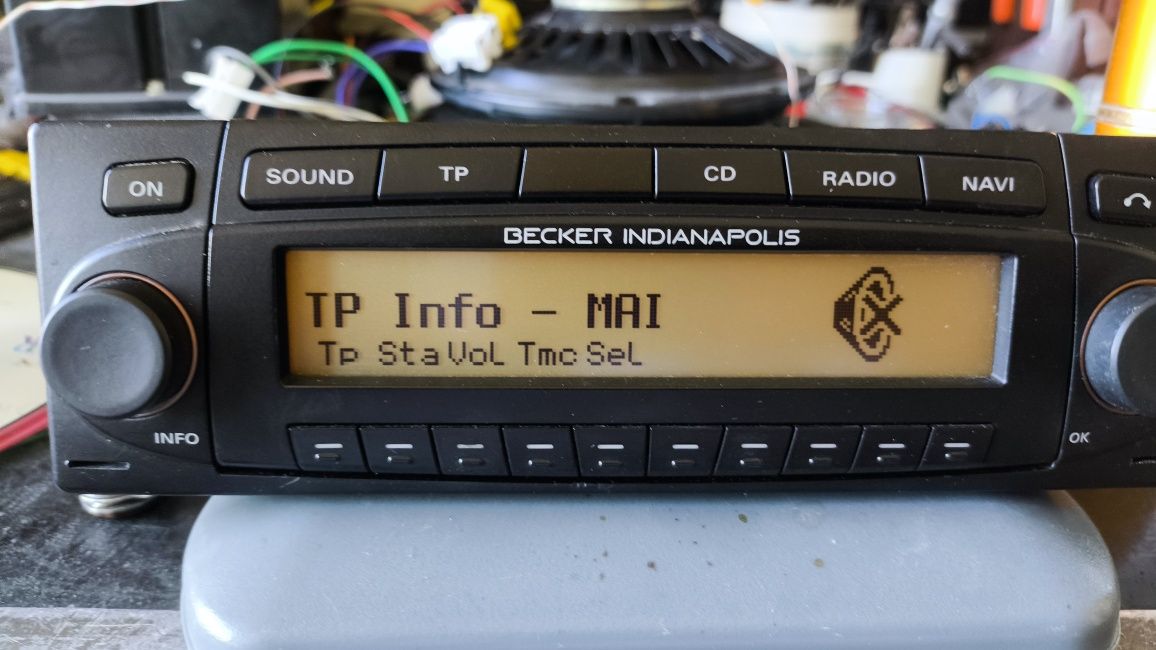 ON
SOUND TP CD RADIO NAVI
BECKER INDIANAPOLIS
TP Info - MAI
Tp Sta Vol Tmc Sel
INFO
OK